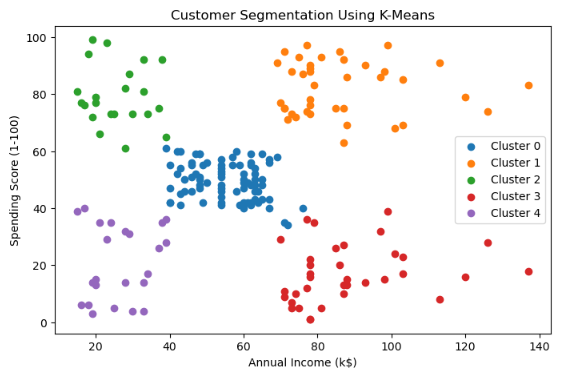 Customer Segmentation Using K-Means
Spending Score (1-100)
100
80
60
40
20
0
Cluster 0
Cluster 1
Cluster 2
Cluster 3
Cluster 4
20 40 60 80 100 120 140
Annual Income (k$)